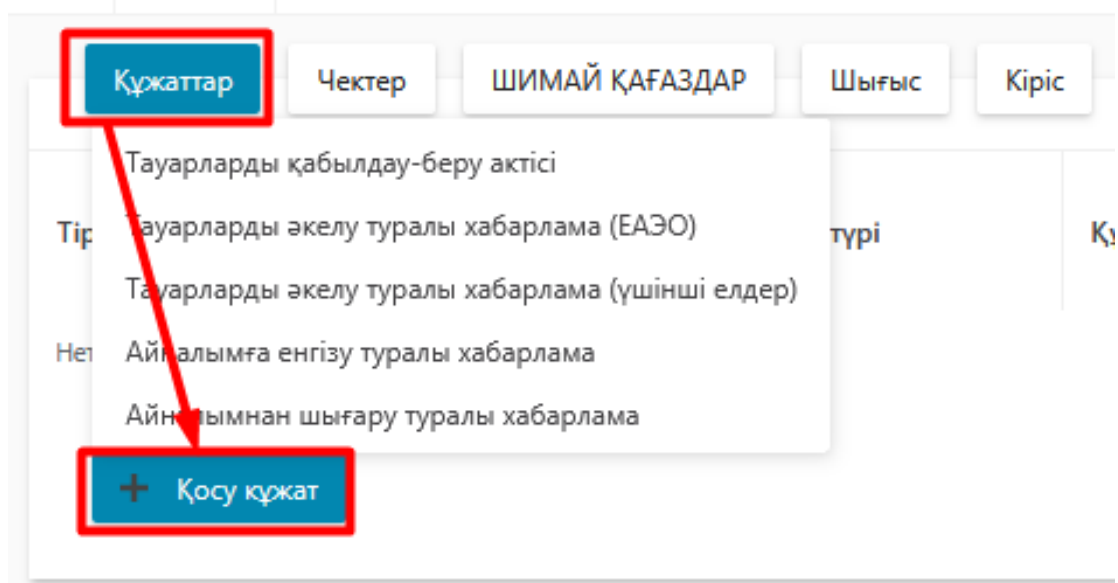 Құжаттар Чектер ШИМАЙ ҚАҒАЗДАР Шығыс Кіріс
Тауарларды қабылдау-беру актісі
Тауарларды әкелу туралы хабарлама (ЕАЭО)
түрі
Тауарларды әкелу туралы хабарлама (үшінші елдер)
Нет
Айналымға енгізу туралы хабарлама
Айналымнан шығару туралы хабарлама
+ Қосу құжат